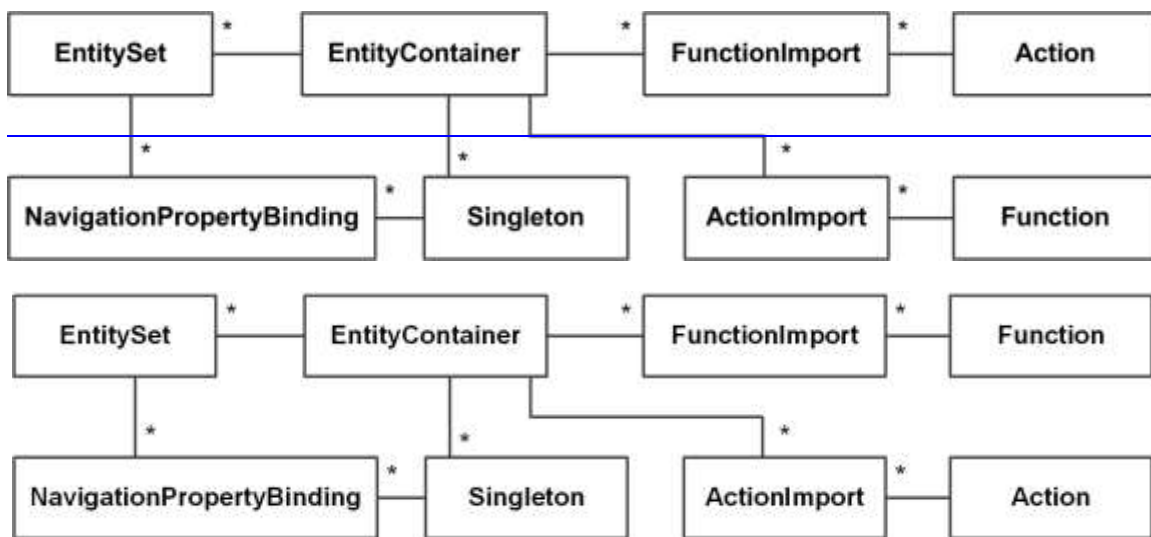 * * *
EntitySet EntityContainer FunctionImport Action
* * *
* *
NavigationPropertyBinding Singleton ActionImport Function
* * *
EntitySet EntityContainer FunctionImport Function
* * *
* *
NavigationPropertyBinding Singleton ActionImport Action